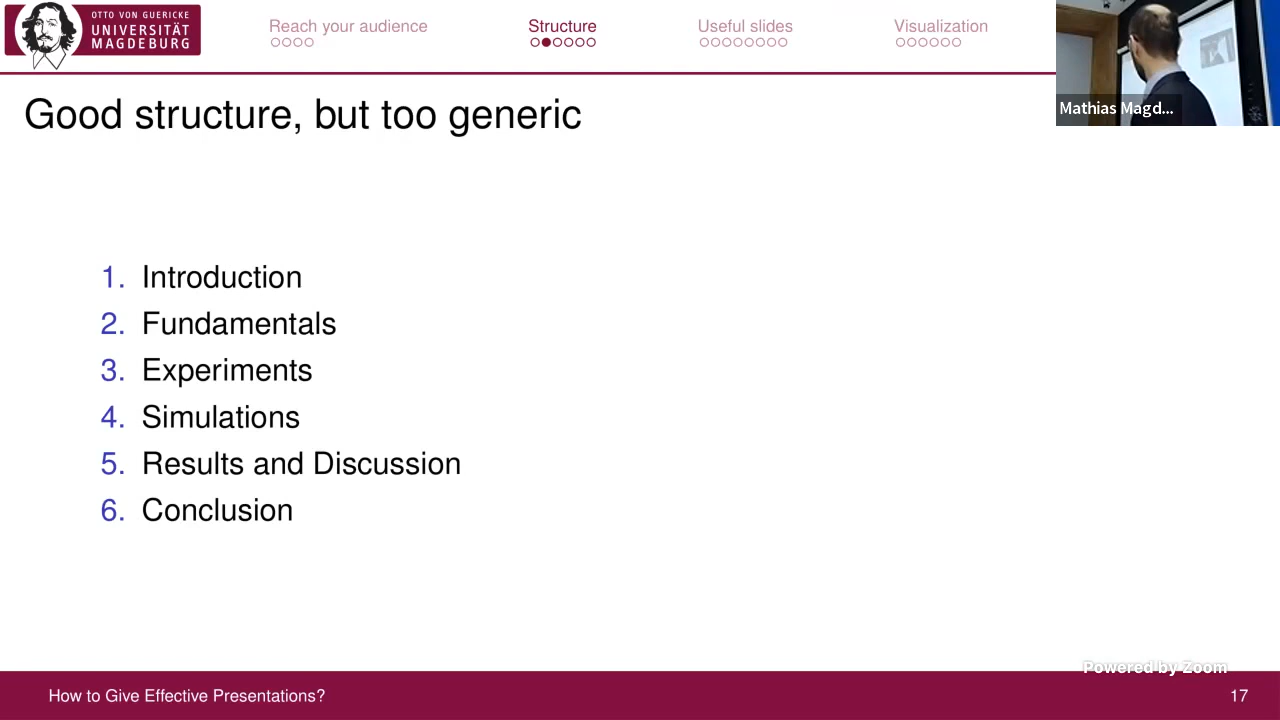 OTTO VON GUERICKE
UNIVERSITÄT
MAGDEBURG
Reach your audience
Structure
Useful slides
Visualization
Mathias Magd...
Good structure, but too generic
1. Introduction
2. Fundamentals
3. Experiments
4. Simulations
5. Results and Discussion
6. Conclusion
Powered by Zoom
How to Give Effective Presentations?
17